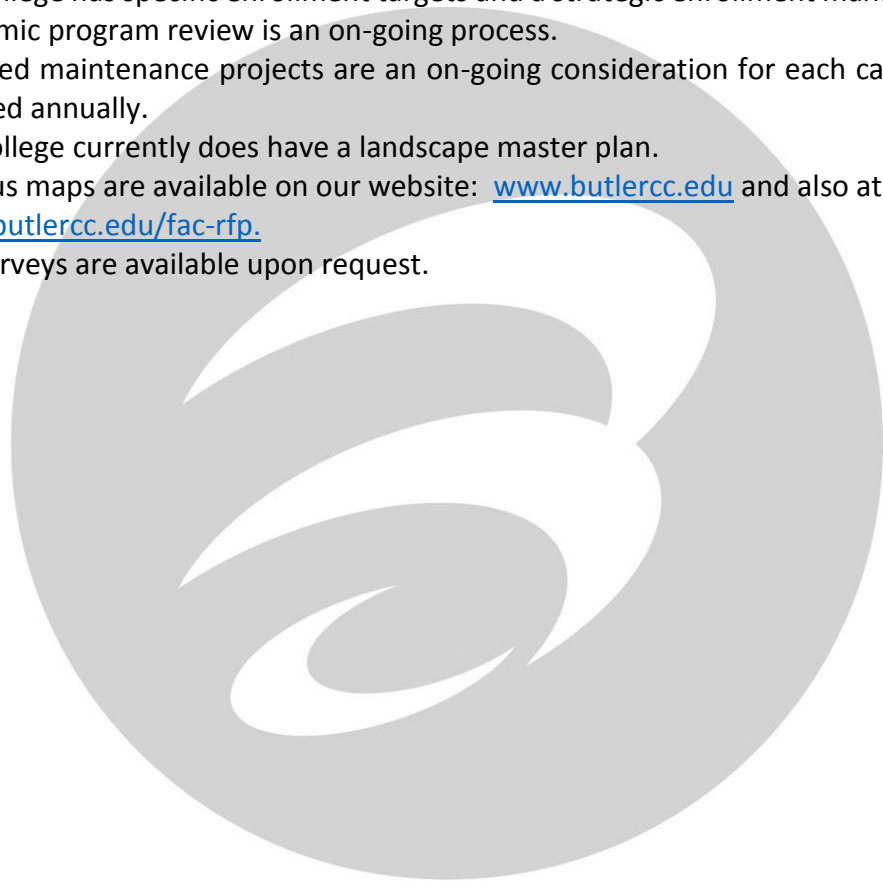 llege has specific enrollment targets and a strategic enrollment man
mic program review is an on-going process.
ed maintenance projects are an on-going consideration for each ca
ed annually.
ollege currently does have a landscape master plan.
us maps are available on our website: www.butlercc.edu and also at
butlercc.edu/fac-rfp.
rveys are available upon request.